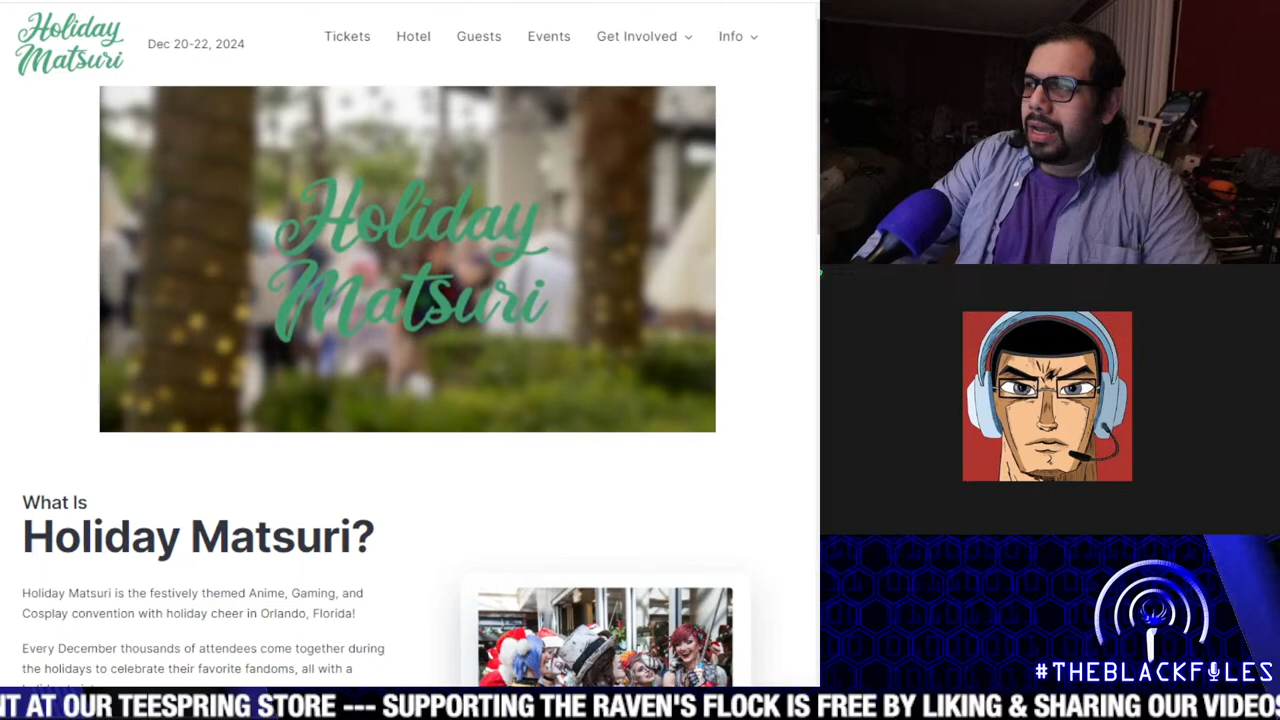 Holiday
Matsuri
Dec 20-22, 2024
Tickets
Hotel
Guests
Events
Get Involved
Info
Holiday
Matsuri
What Is
Holiday Matsuri?
Holiday Matsuri is the festively themed Anime, Gaming, and
Cosplay convention with holiday cheer in Orlando, Florida!
Every December thousands of attendees come together during
the holidays to celebrate their favorite fandoms, all with a
#THEBLACKFILES
NT AT OUR TEESPRING STORE --- SUPPORTING THE RAVEN'S FLOCK IS FREE BY LIKING & SHARING OUR VIDEOS